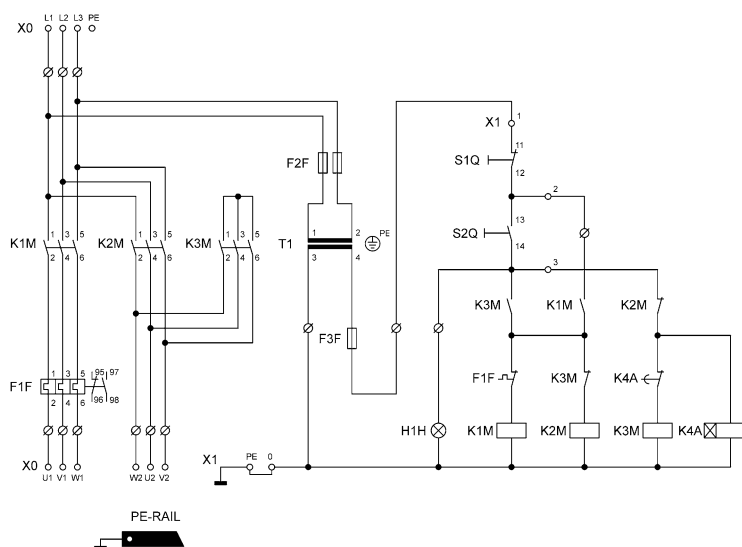 L1 L2 L3 PE
X0
1
X1
11
S1Q
12
F2F
2
13
S2Q
14
1 3 5 1 3 5 1 3 5
K1M K2M K3M
2 4 6 2 4 6 2 4 6
1 2 PE
T1
3 4
3
K3M K1M K2M
F3F
1 3 5 95 97
F1F
2 4 6 96 98
F1F K3M K4A
H1H K1M K2M K3M K4A
X0
U1 V1 W1 W2 U2 V2
X1 PE 0
PE-RAIL